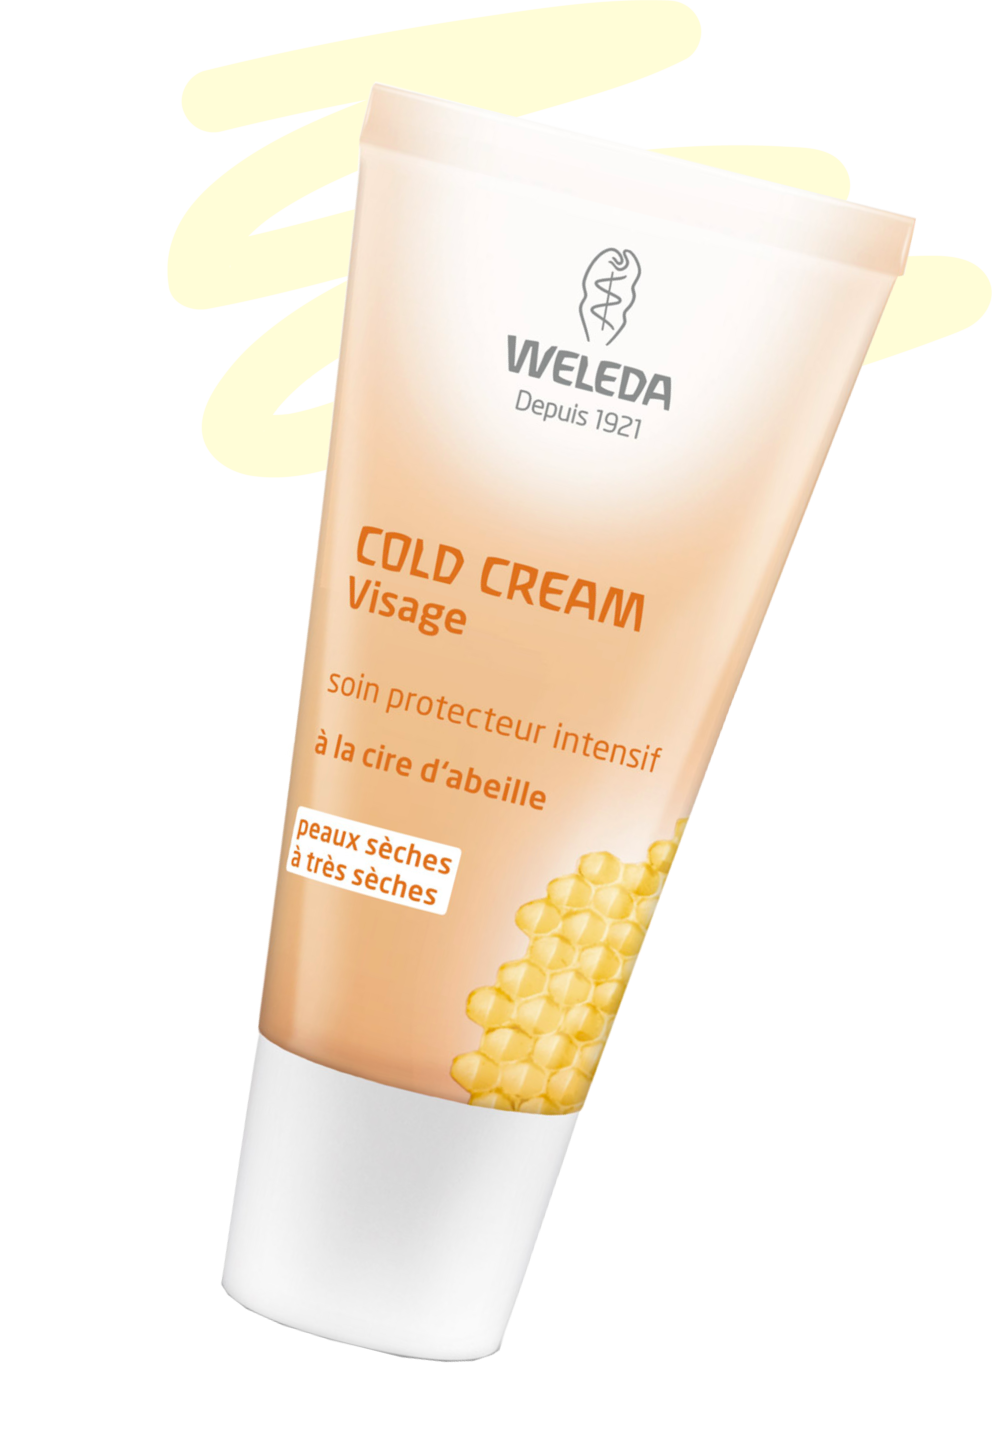 WELEDA
Depuis 1921
COLD CREAM
Visage
soin protecteur intensif
à la cire d'abeille
peaux sèches
à très sèches